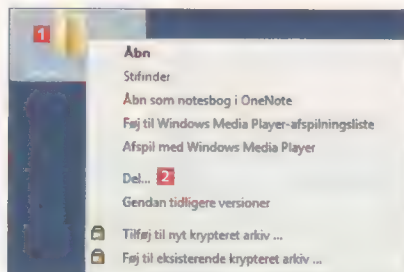 1
Åbn
Stifinder
Åbn som notesbog i OneNote
Føj til Windows Media Player-afspilningsliste
Afspil med Windows Media Player
Del... 2
Gendan tidligere versioner
Tilføj til nyt krypteret arkiv ...
Føj til eksisterende krypteret arkiv ...